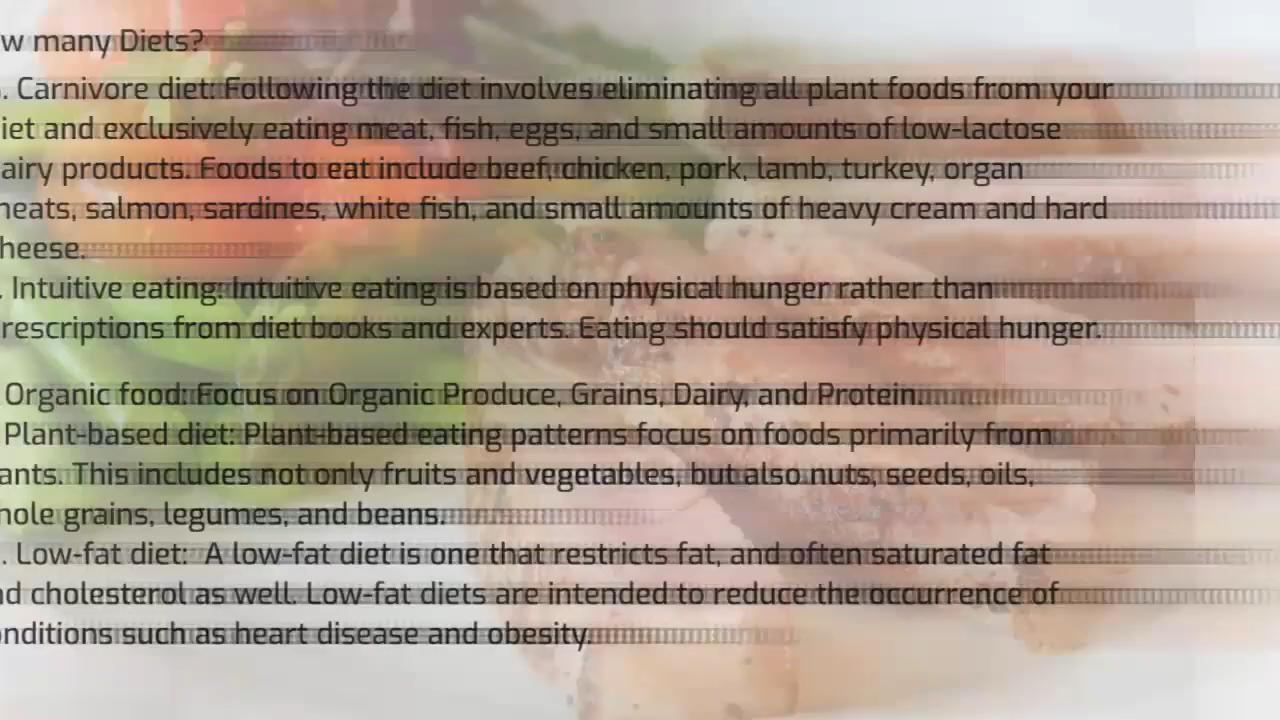 w many Diets?
. Carnivore diet: Following the diet involves eliminating all plant foods from your
iet and exclusively eating meat, fish, eggs, and small amounts of low-lactose
airy products. Foods to eat include beef, chicken, pork, lamb, turkey, organ
eats, salmon, sardines, white fish, and small amounts of heavy cream and hard
heese.
. Intuitive eating: Intuitive eating is based on physical hunger rather than
rescriptions from diet books and experts. Eating should satisfy physical hunger.
Organic food: Focus on Organic Produce, Grains, Dairy, and Protein.
Plant-based diet: Plant-based eating patterns focus on foods primarily from
ants. This includes not only fruits and vegetables, but also nuts, seeds, oils,
hole grains, legumes, and beans.
. Low-fat diet: A low-fat diet is one that restricts fat, and often saturated fat
nd cholesterol as well. Low-fat diets are intended to reduce the occurrence of
onditions such as heart disease and obesity.